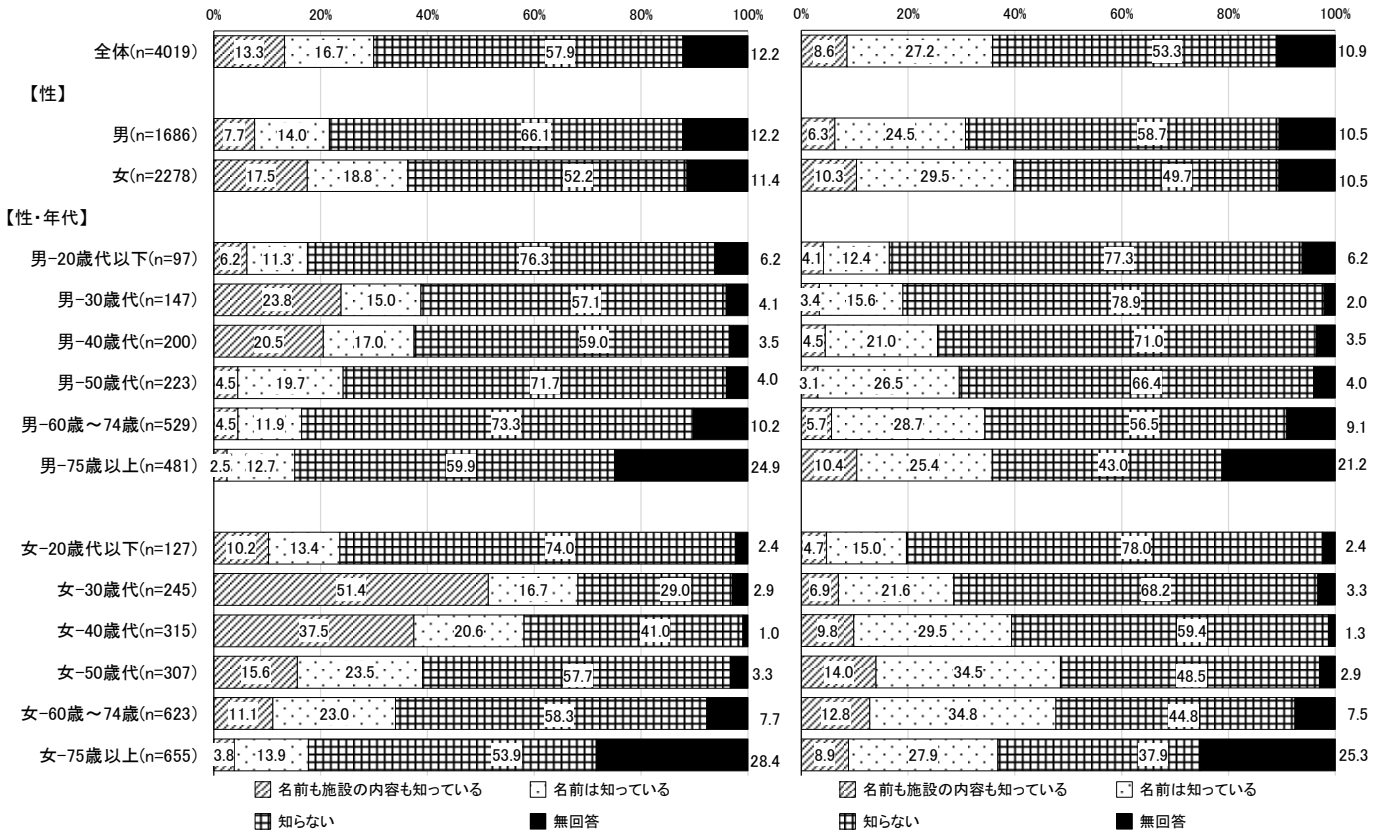 0% 20% 40% 60% 80% 100% 0% 20% 40% 60% 80% 100%
全体(n=4019) 13.3 16.7 57.9 12.2 8.6 27.2 53.3 10.9
【性】
男(n=1686) 7.7 14.0 66.1 12.2 6.3 24.5 58.7 10.5
女(n=2278) 17.5 18.8 52.2 11.4 10.3 29.5 49.7 10.5
【性・年代】
男-20歳代以下(n=97) 6.2 11.3 76.3 6.2 4.1 12.4 77.3 6.2
男-30歳代(n=147) 23.8 15.0 57.1 4.1 3.4 15.6 78.9 2.0
男-40歳代(n=200) 20.5 17.0 59.0 3.5 4.5 21.0 71.0 3.5
男-50歳代(n=223) 4.5 19.7 71.7 4.0 3.1 26.5 66.4 4.0
男-60歳～74歳(n=529) 4.5 11.9 73.3 10.2 5.7 28.7 56.5 9.1
男-75歳以上(n=481) 2.5 12.7 59.9 24.9 10.4 25.4 43.0 21.2
女-20歳代以下(n=127) 10.2 13.4 74.0 2.4 4.7 15.0 78.0 2.4
女-30歳代(n=245) 51.4 16.7 29.0 2.9 6.9 21.6 68.2 3.3
女-40歳代(n=315) 37.5 20.6 41.0 1.0 9.8 29.5 59.4 1.3
女-50歳代(n=307) 15.6 23.5 57.7 3.3 14.0 34.5 48.5 2.9
女-60歳～74歳(n=623) 11.1 23.0 58.3 7.7 12.8 34.8 44.8 7.5
女-75歳以上(n=655) 3.8 13.9 53.9 28.4 8.9 27.9 37.9 25.3
名前も施設の内容も知っている 名前は知っている 名前も施設の内容も知っている 名前は知っている
知らない 無回答 知らない 無回答